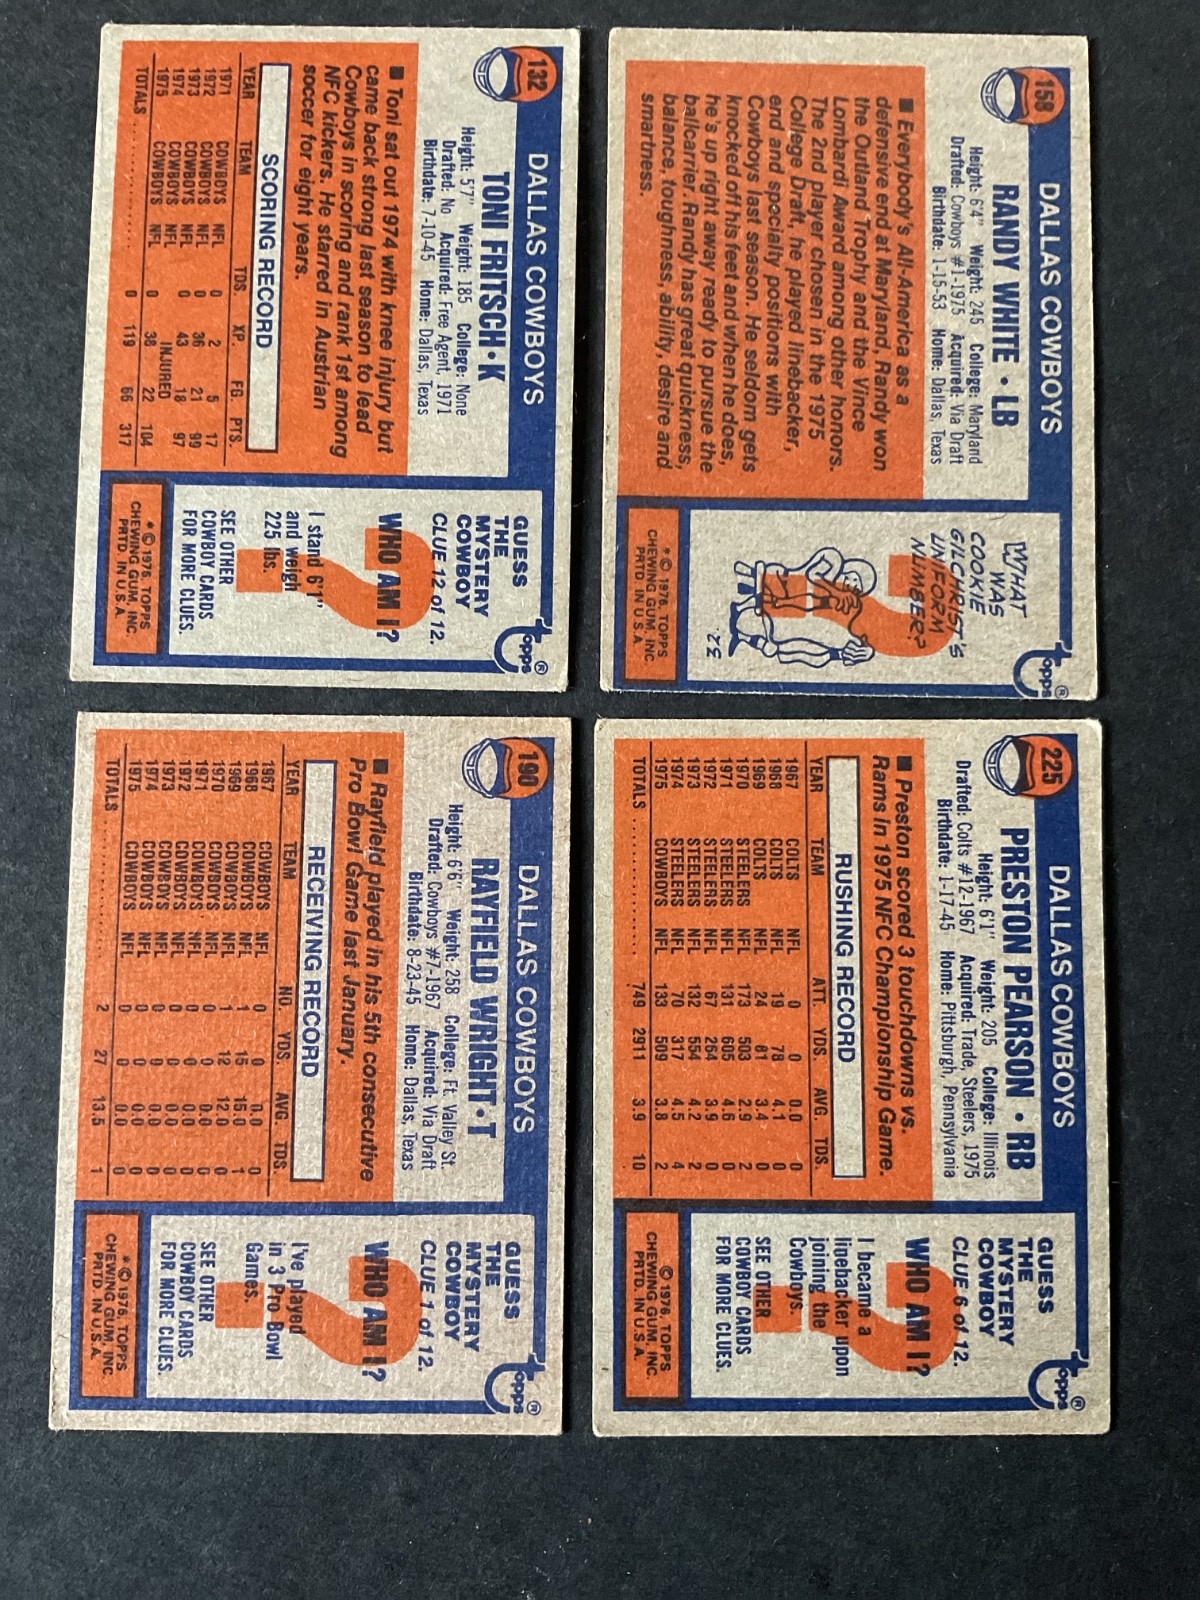 132
DALLAS COWBOYS
TONI FRITSCH • K
Height: 5'7" Weight: 185 College: None
Drafted: No Acquired: Free Agent, 1971
Birthdate: 7-10-45 Home: Dallas, Texas
■ Toni sat out 1974 with knee injury but
came back strong last season to lead
Cowboys in scoring and rank 1st among
NFC kickers. He starred in Austrian
soccer for eight years.
SCORING RECORD
YEAR TEAM TDS. XP. FG. PTS.
1971 COWBOYS NFL 0 2 5 17
1972 COWBOYS NFL 0 36 21 99
1973 COWBOYS NFL 0 43 18 97
1974 COWBOYS NFL INJURED
1975 COWBOYS NFL 0 38 22 104
TOTALS .......... 0 119 66 317
GUESS
THE
MYSTERY
COWBOY
CLUE 12 of 12.
WHO AM I?
I stand 6'1"
and weigh
225 lbs.
SEE OTHER
COWBOY CARDS
FOR MORE CLUES.
* © 1976, TOPPS
CHEWING GUM, INC.
PRTD. IN U.S.A.
Topps®
158
DALLAS COWBOYS
RANDY WHITE • LB
Height: 6'4" Weight: 245 College: Maryland
Drafted: Cowboys #1-1975 Acquired: Via Draft
Birthdate: 1-15-53 Home: Dallas, Texas
■ Everybody's All-America as a
defensive end at Maryland, Randy won
the Outland Trophy and the Vince
Lombardi Award among other honors.
The 2nd player chosen in the 1975
College Draft, he played linebacker,
end and specialty positions with
Cowboys last season. He seldom gets
knocked off his feet and when he does,
he's up right away ready to pursue the
ballcarrier. Randy has great quickness,
balance, toughness, ability, desire and
smartness.
WHAT
WAS
COOKIE
GILCHRIST'S
UNIFORM
NUMBER?
32
* © 1976, TOPPS
CHEWING GUM, INC.
PRTD. IN U.S.A.
Topps®
190
DALLAS COWBOYS
RAYFIELD WRIGHT • T
Height: 6'6" Weight: 258 College: Ft. Valley St.
Drafted: Cowboys #7-1967 Acquired: Via Draft
Birthdate: 8-23-45 Home: Dallas, Texas
■ Rayfield played in his 5th consecutive
Pro Bowl Game last January.
RECEIVING RECORD
YEAR TEAM NO. YDS. AVG. TDS.
1967 COWBOYS NFL 0 0 0.0 0
1968 COWBOYS NFL 1 15 15.0 1
1969 COWBOYS NFL 1 12 12.0 0
1970 COWBOYS NFL 0 0 0.0 0
1971 COWBOYS NFL 0 0 0.0 0
1972 COWBOYS NFL 0 0 0.0 0
1973 COWBOYS NFL 0 0 0.0 0
1974 COWBOYS NFL 0 0 0.0 0
1975 COWBOYS NFL 0 0 0.0 0
TOTALS .......... 2 27 13.5 1
GUESS
THE
MYSTERY
COWBOY
CLUE 1 of 12.
WHO AM I?
I've played
in 3 Pro Bowl
Games.
SEE OTHER
COWBOY CARDS
FOR MORE CLUES.
* © 1976, TOPPS
CHEWING GUM, INC.
PRTD. IN U.S.A.
Topps®
225
DALLAS COWBOYS
PRESTON PEARSON • RB
Height: 6'1" Weight: 205 College: Illinois
Drafted: Colts #12-1967 Acquired: Trade, Steelers, 1975
Birthdate: 1-17-45 Home: Pittsburgh, Pennsylvania
■ Preston scored 3 touchdowns vs.
Rams in 1975 NFC Championship Game.
RUSHING RECORD
YEAR TEAM ATT. YDS. AVG. TDS.
1967 COLTS NFL 0 0 0.0 0
1968 COLTS NFL 19 78 4.1 0
1969 COLTS NFL 24 81 3.4 0
1970 STEELERS NFL 173 503 2.9 2
1971 STEELERS NFL 131 605 4.6 0
1972 STEELERS NFL 67 264 3.9 0
1973 STEELERS NFL 132 554 4.2 2
1974 STEELERS NFL 70 317 4.5 4
1975 COWBOYS NFL 133 509 3.8 2
TOTALS .......... 749 2911 3.9 10
GUESS
THE
MYSTERY
COWBOY
CLUE 6 of 12.
WHO AM I?
I became a
linebacker upon
joining the
Cowboys.
SEE OTHER
COWBOY CARDS
FOR MORE CLUES.
© 1976, TOPPS
CHEWING GUM, INC.
PRTD. IN U.S.A.
Topps®